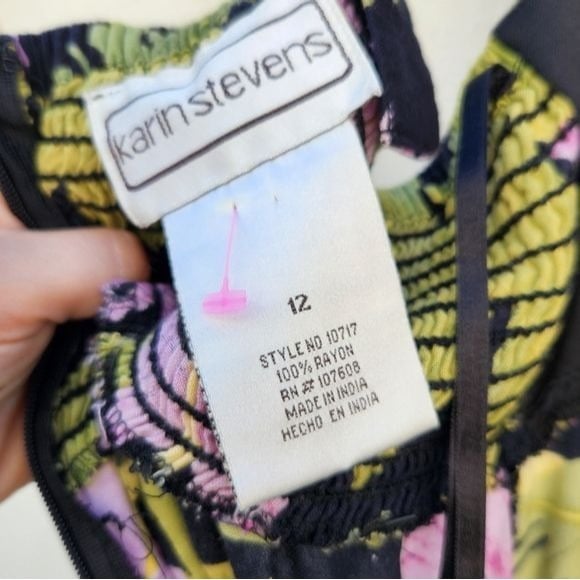 karin stevens
12
STYLE NO 10717
100% RAYON
RN # 107608
MADE IN INDIA
HECHO EN INDIA